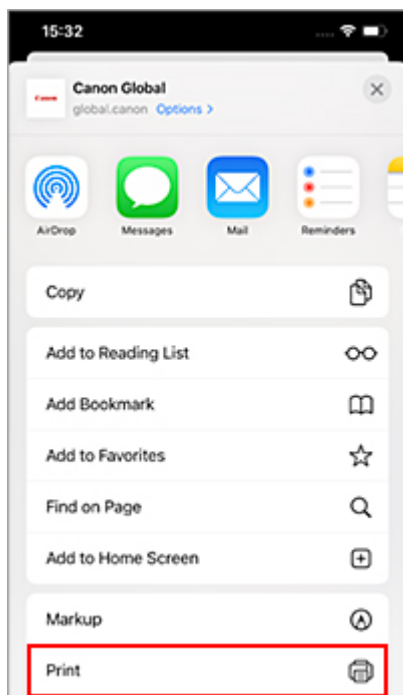 15:32
Canon
Canon Global
global.canon Options >
AirDrop Messages Mail Reminders
Copy
Add to Reading List
Add Bookmark
Add to Favorites
Find on Page
Add to Home Screen
Markup
Print